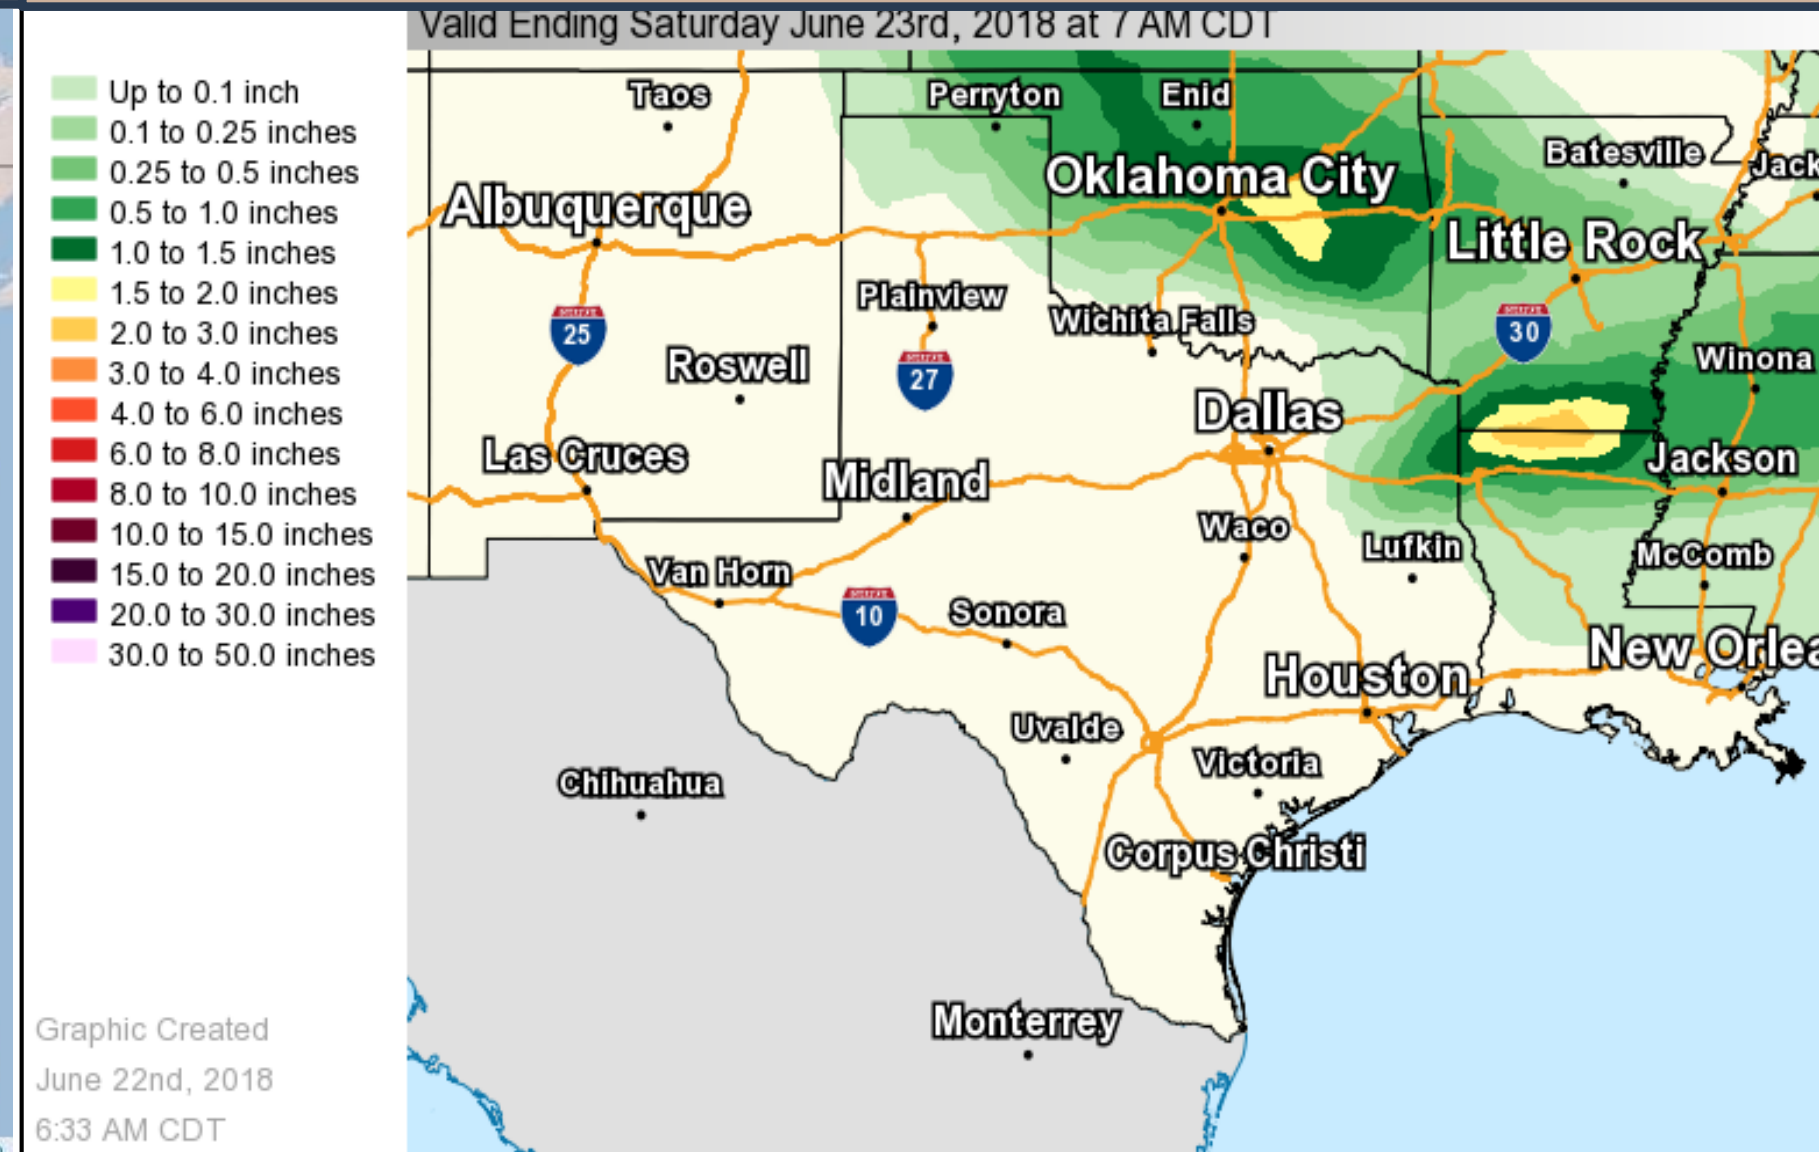 Valid Ending Saturday June 23rd, 2018 at 7 AM CDT
Up to 0.1 inch
0.1 to 0.25 inches
0.25 to 0.5 inches
0.5 to 1.0 inches
1.0 to 1.5 inches
1.5 to 2.0 inches
2.0 to 3.0 inches
3.0 to 4.0 inches
4.0 to 6.0 inches
6.0 to 8.0 inches
8.0 to 10.0 inches
10.0 to 15.0 inches
15.0 to 20.0 inches
20.0 to 30.0 inches
30.0 to 50.0 inches
Graphic Created
June 22nd, 2018
6:33 AM CDT
Taos
Perryton
Enid
Batesville
Jack
Oklahoma City
Albuquerque
Little Rock
Plainview
Wichita Falls
25
30
Roswell
27
Winona
Dallas
Las Cruces
Midland
Jackson
Waco
Lufkin
McComb
Van Horn
10
Sonora
New Orlea
Houston
Uvalde
Victoria
Chihuahua
Corpus Christi
Monterrey